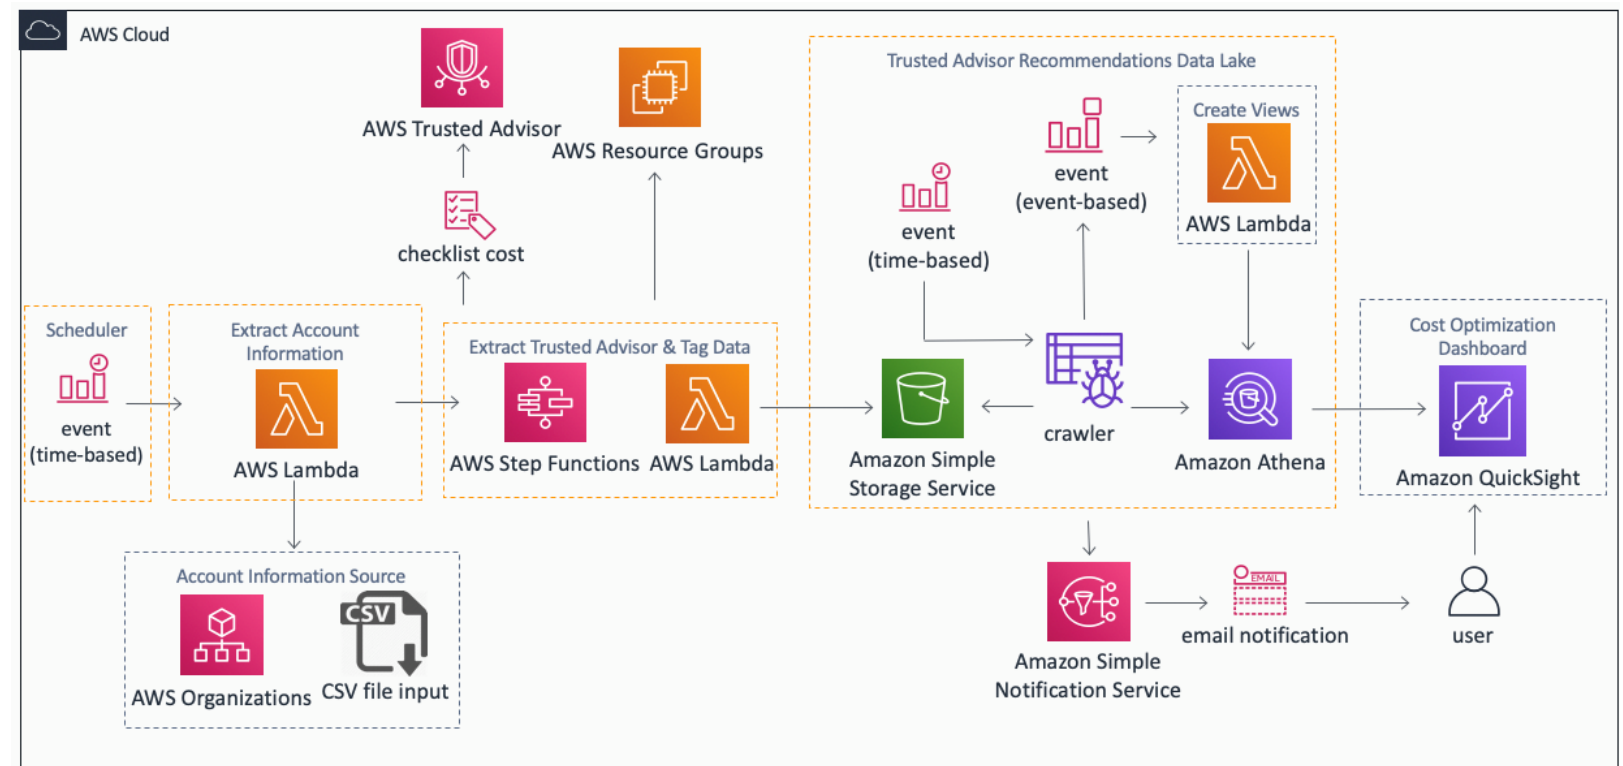 AWS Cloud
AWS Trusted Advisor
AWS Resource Groups
checklist cost
Scheduler
event
(time-based)
Extract Account
Information
AWS Lambda
Account Information Source
CSV
AWS Organizations
CSV file input
Extract Trusted Advisor & Tag Data
AWS Step Functions
AWS Lambda
Trusted Advisor Recommendations Data Lake
event
(time-based)
event
(event-based)
Create Views
AWS Lambda
Amazon Simple
Storage Service
crawler
Amazon Athena
Cost Optimization
Dashboard
Amazon QuickSight
Amazon Simple
Notification Service
EMAIL
email notification
user